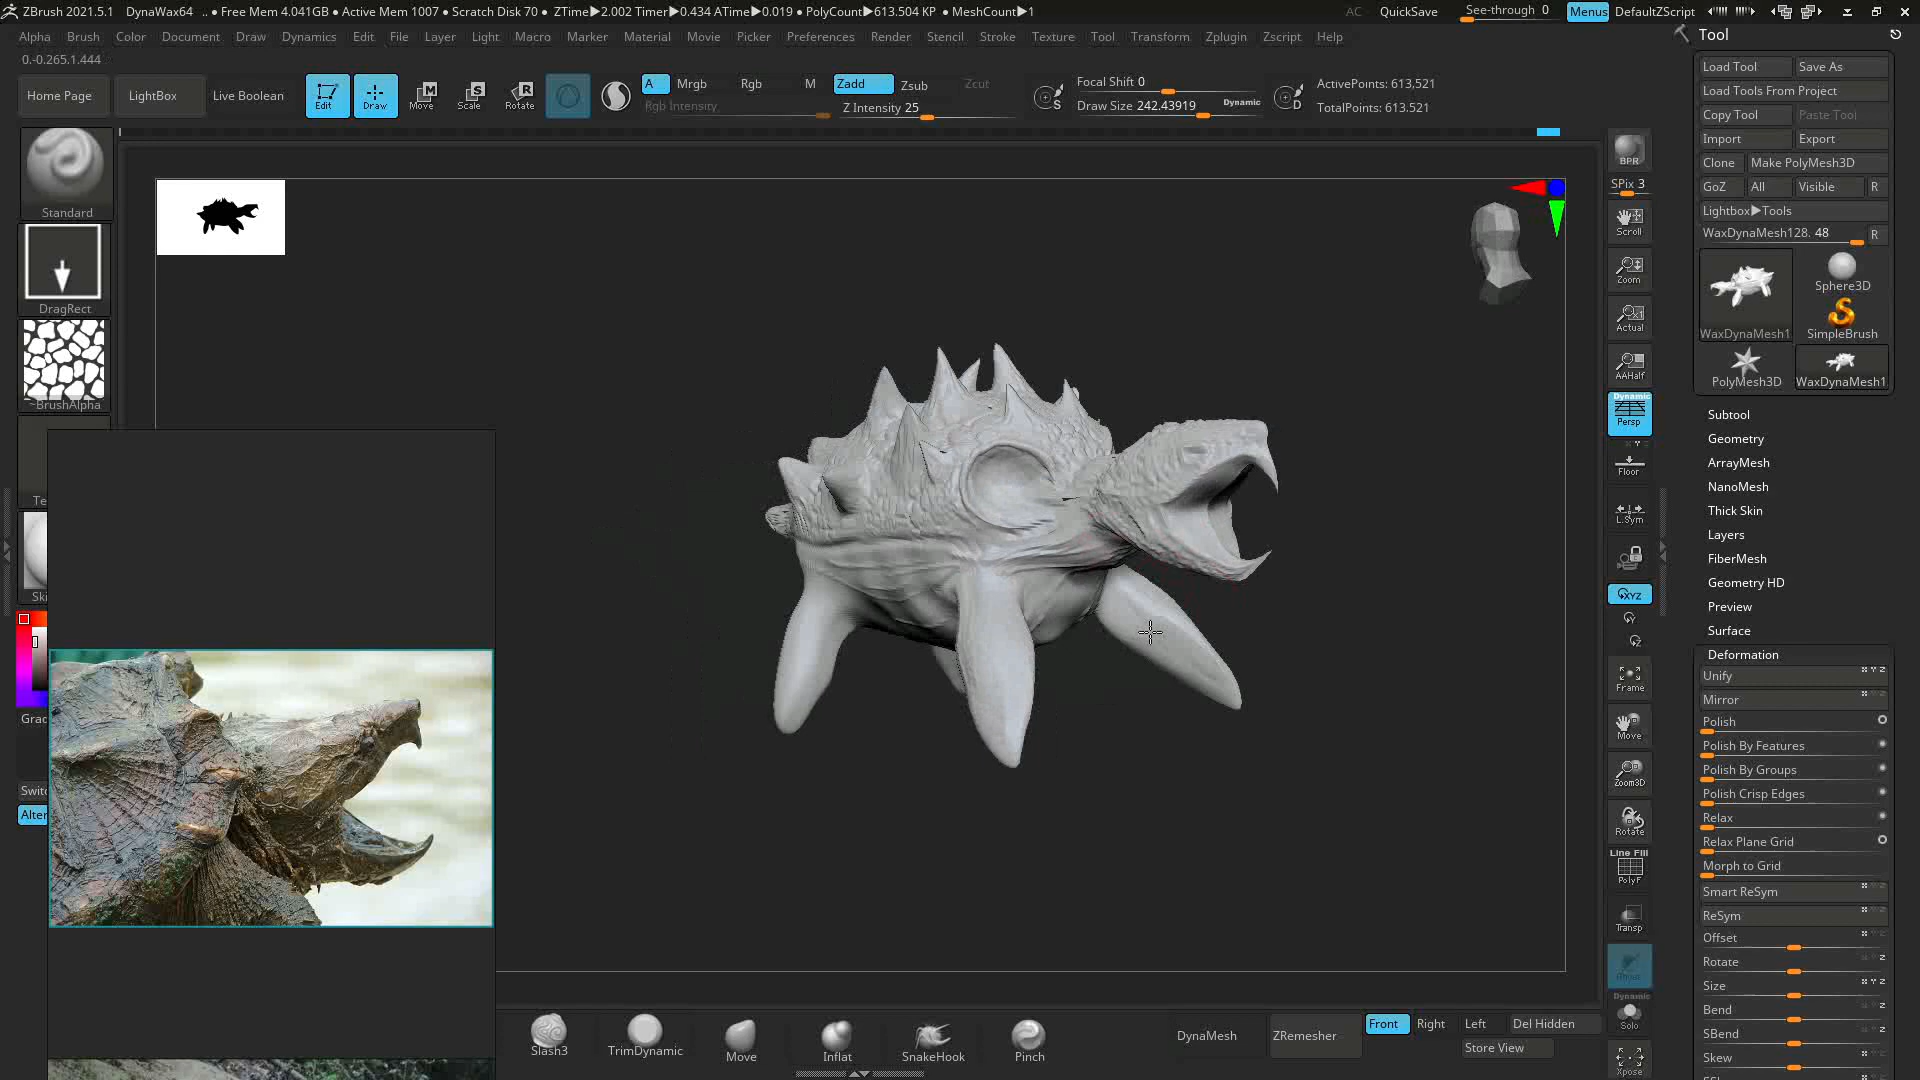 ZBrush 2021.5.1 DynaWax64 .. ● Free Mem 4.041GB ● Active Mem 1007 ● Scratch Disk 70 ● ZTime▶2.002 Timer▶0.434 ATime▶0.019 ● PolyCount▶613.504 KP ● MeshCount▶1
AC QuickSave See-through 0 Menus DefaultZScript
Alpha Brush Color Document Draw Dynamics Edit File Layer Light Macro Marker Material Movie Picker Preferences Render Stencil Stroke Texture Tool Transform Zplugin Zscript Help
0.-0.265.1.444
Home Page LightBox Live Boolean
Edit Draw Move Scale Rotate
A Mrgb Rgb M Zadd Zsub Zcut
Rgb Intensity Z Intensity 25
Focal Shift 0
Draw Size 242.43919 Dynamic
S D
ActivePoints: 613,521
TotalPoints: 613.521
Standard
DragRect
~BrushAlpha
Te
Ski
Grad
Switc
Alter
BPR
SPix 3
Scroll
Zoom
Actual
AAHalf
Dynamic
Persp
Floor
L.Sym
XYZ
Frame
Move
Zoom3D
Rotate
Line Fill
PolyF
Transp
Ghost
Dynamic
Solo
Xpose
Tool
Load Tool Save As
Load Tools From Project
Copy Tool Paste Tool
Import Export
Clone Make PolyMesh3D
GoZ All Visible R
Lightbox▶Tools
WaxDynaMesh128. 48 R
WaxDynaMesh1 Sphere3D
SimpleBrush
PolyMesh3D WaxDynaMesh1
Subtool
Geometry
ArrayMesh
NanoMesh
Thick Skin
Layers
FiberMesh
Geometry HD
Preview
Surface
Deformation
Unify
Mirror
Polish
Polish By Features
Polish By Groups
Polish Crisp Edges
Relax
Relax Plane Grid
Morph to Grid
Smart ReSym
ReSym
Offset
Rotate
Size
Bend
SBend
Skew
Slash3 TrimDynamic Move Inflat SnakeHook Pinch
DynaMesh ZRemesher
Front Right Left Del Hidden
Store View